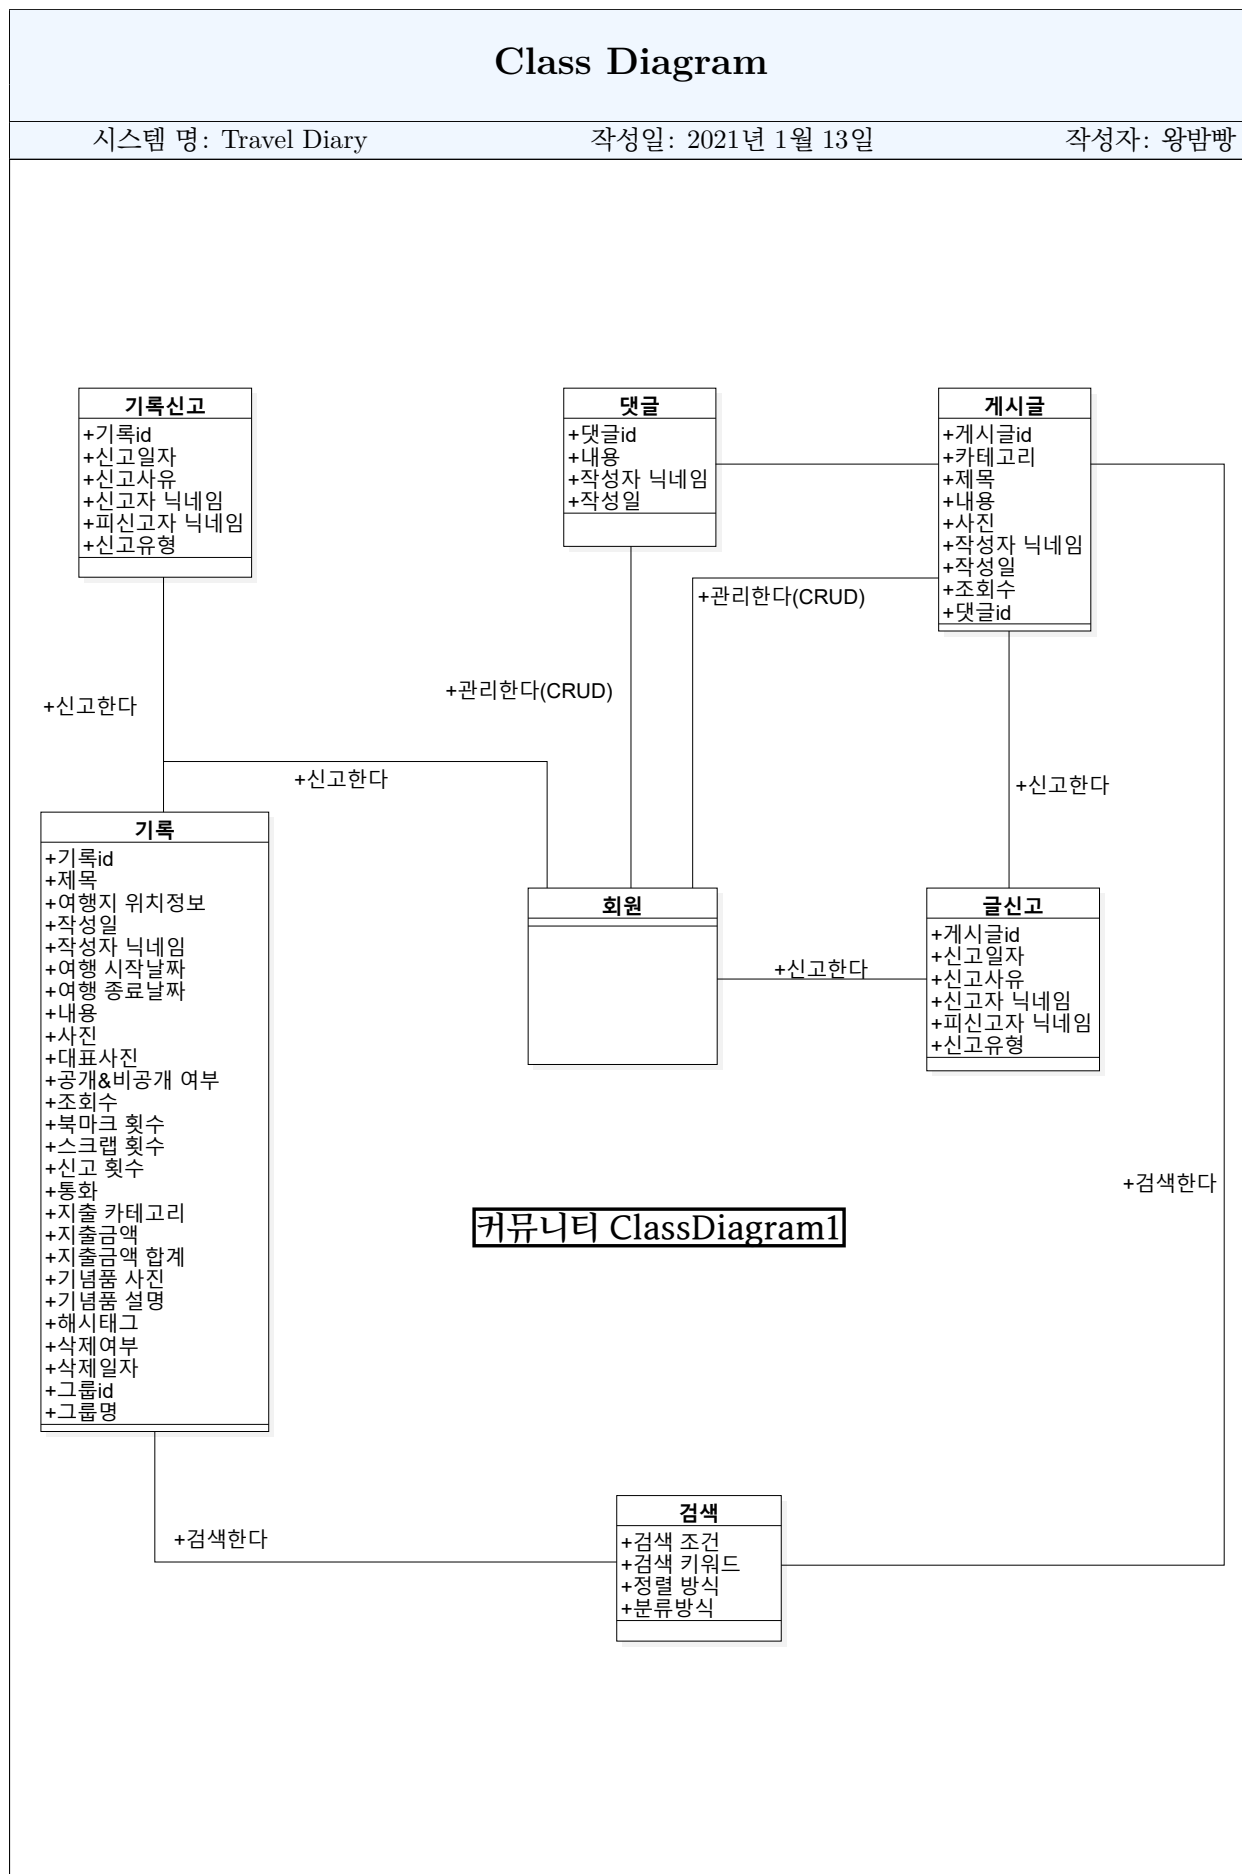 Class Diagram
시스템 명: Travel Diary
작성일: 2021년 1월 13일
작성자: 왕밤빵
기록신고
+기록id
+신고일자
+신고사유
+신고자 닉네임
+피신고자 닉네임
+신고유형
댓글
+댓글id
+내용
+작성자 닉네임
+작성일
게시글
+게시글id
+카테고리
+제목
+내용
+사진
+작성자 닉네임
+작성일
+조회수
+댓글id
+관리한다(CRUD)
+관리한다(CRUD)
+신고한다
+신고한다
+신고한다
기록
+기록id
+제목
+여행지 위치정보
+작성일
+작성자 닉네임
+여행 시작날짜
+여행 종료날짜
+내용
+사진
+대표사진
+공개&비공개 여부
+조회수
+북마크 횟수
+스크랩 횟수
+신고 횟수
+통화
+지출 카테고리
+지출금액
+지출금액 합계
+기념품 사진
+기념품 설명
+해시태그
+삭제여부
+삭제일자
+그룹id
+그룹명
회원
+신고한다
글신고
+게시글id
+신고일자
+신고사유
+신고자 닉네임
+피신고자 닉네임
+신고유형
+검색한다
커뮤니티 ClassDiagram1
+검색한다
검색
+검색 조건
+검색 키워드
+정렬 방식
+분류방식